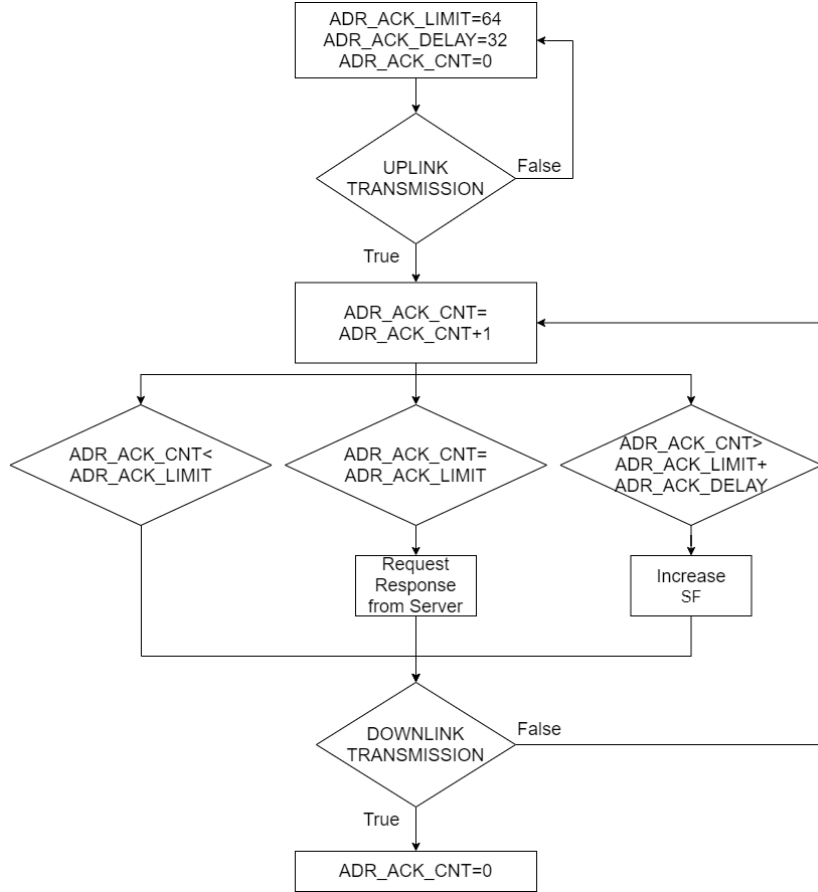 ADR_ACK_LIMIT=64
ADR_ACK_DELAY=32
ADR_ACK_CNT=0
UPLINK
TRANSMISSION
False
True
ADR_ACK_CNT=
ADR_ACK_CNT+1
ADR_ACK_CNT<
ADR_ACK_LIMIT
ADR_ACK_CNT=
ADR_ACK_LIMIT
ADR_ACK_CNT>
ADR_ACK_LIMIT+
ADR_ACK_DELAY
Request
Response
from Server
Increase
SF
DOWNLINK
TRANSMISSION
False
True
ADR_ACK_CNT=0